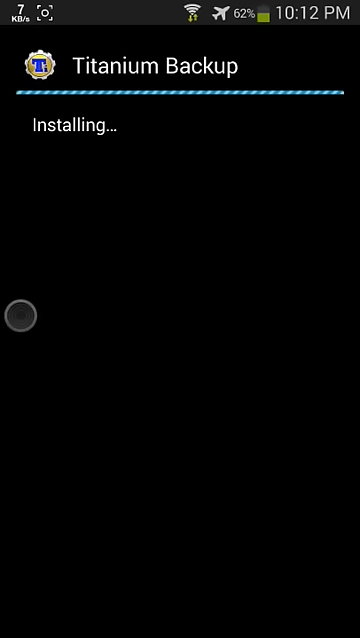 7
KB/s
62%
10:12 PM
Titanium Backup
Installing...